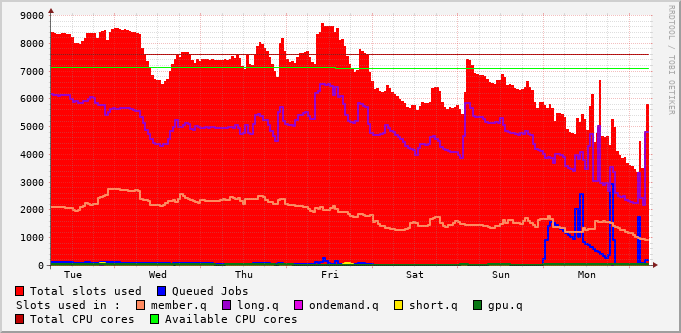 RRDTOOL / TOBI OETIKER
9000
8000
7000
6000
5000
4000
3000
2000
1000
0
Tue Wed Thu Fri Sat Sun Mon
Total slots used Queued Jobs
Slots used in : member.q long.q ondemand.q short.q gpu.q
Total CPU cores Available CPU cores